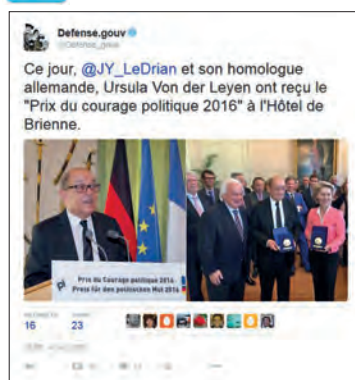 Defense.gouv
@Defense_gouv
Ce jour, @JY_LeDrian et son homologue
allemande, Ursula Von der Leyen ont reçu le
"Prix du courage politique 2016" à l'Hôtel de
Brienne.
Prix du Courage politique 2016
Preis für den politischen Mut 2016
16
23